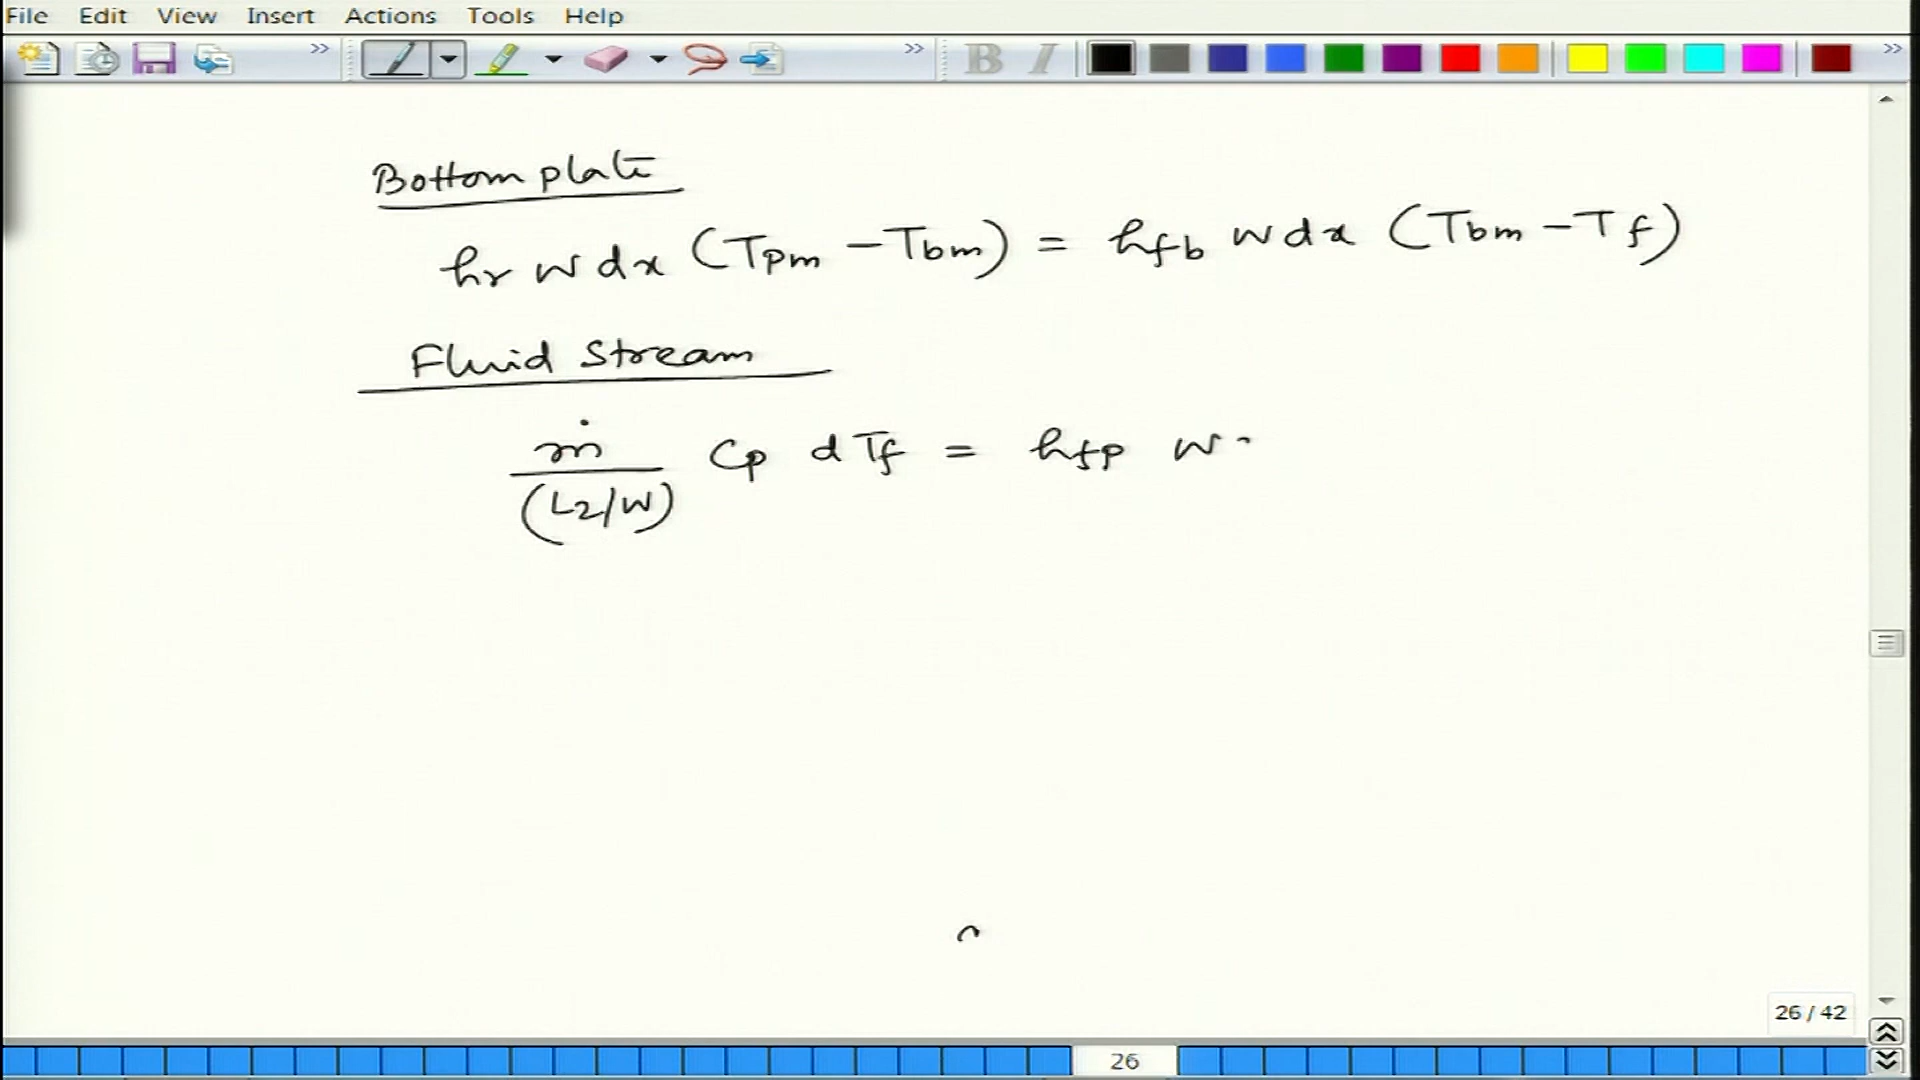 File Edit View Insert Actions Tools Help
B I
Bottom plate
hr W dx (Tpm - Tbm) = hfb W dx (Tbm - Tf)
Fluid Stream
ṁ/(L2/W) Cp dTf = hfp W
26 / 42
26